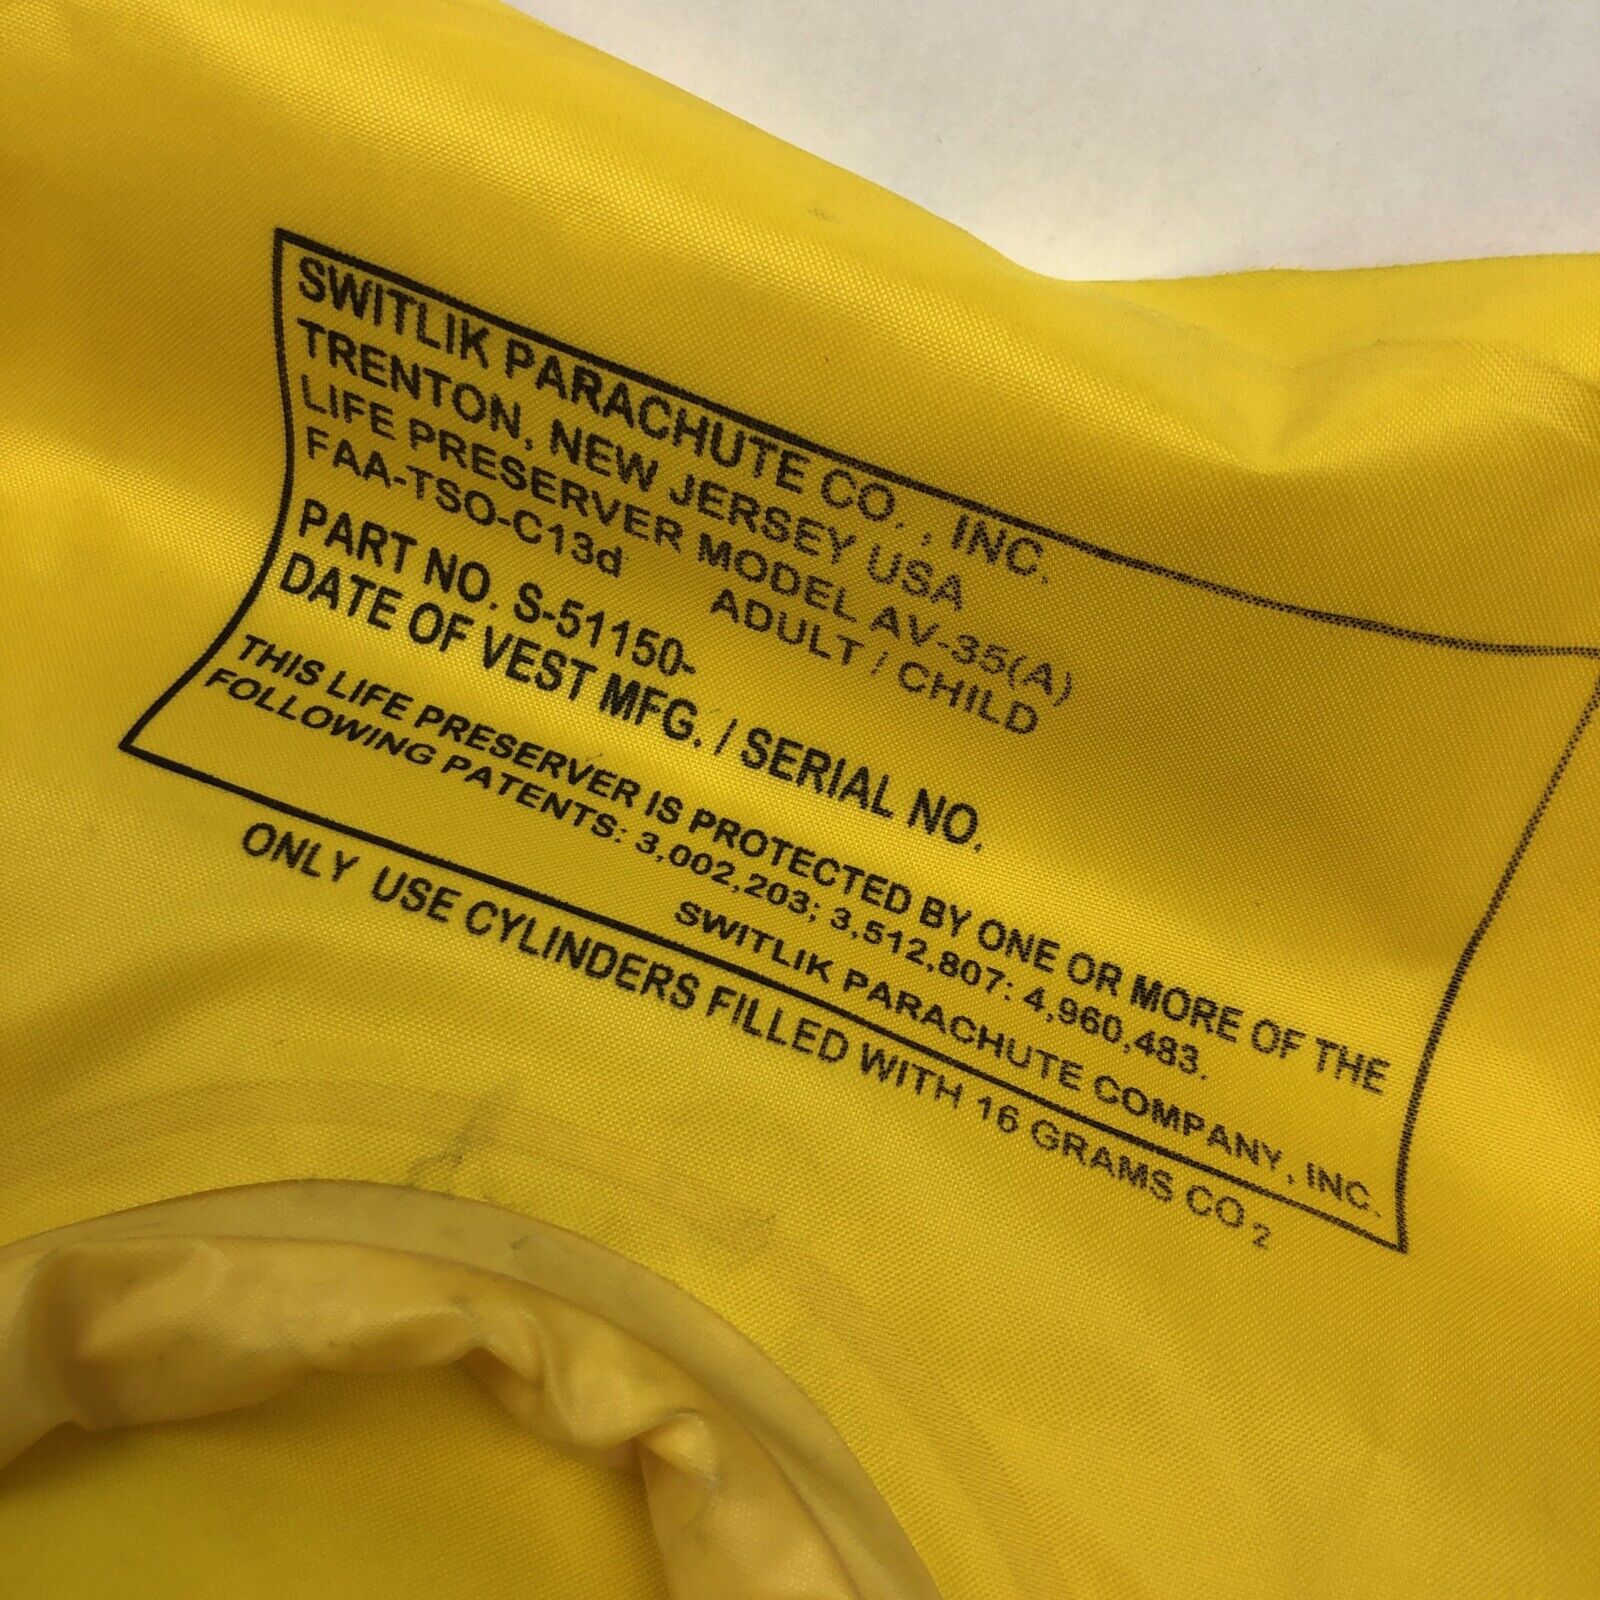 SWITLIK PARACHUTE CO., INC.
TRENTON, NEW JERSEY USA
LIFE PRESERVER MODEL AV-35(A)
FAA-TSO-C13d ADULT / CHILD
PART NO. S-51150-
DATE OF VEST MFG. / SERIAL NO.
THIS LIFE PRESERVER IS PROTECTED BY ONE OR MORE OF THE
FOLLOWING PATENTS: 3,002,203; 3,512,807: 4,960,483.
SWITLIK PARACHUTE COMPANY, INC.
ONLY USE CYLINDERS FILLED WITH 16 GRAMS CO2